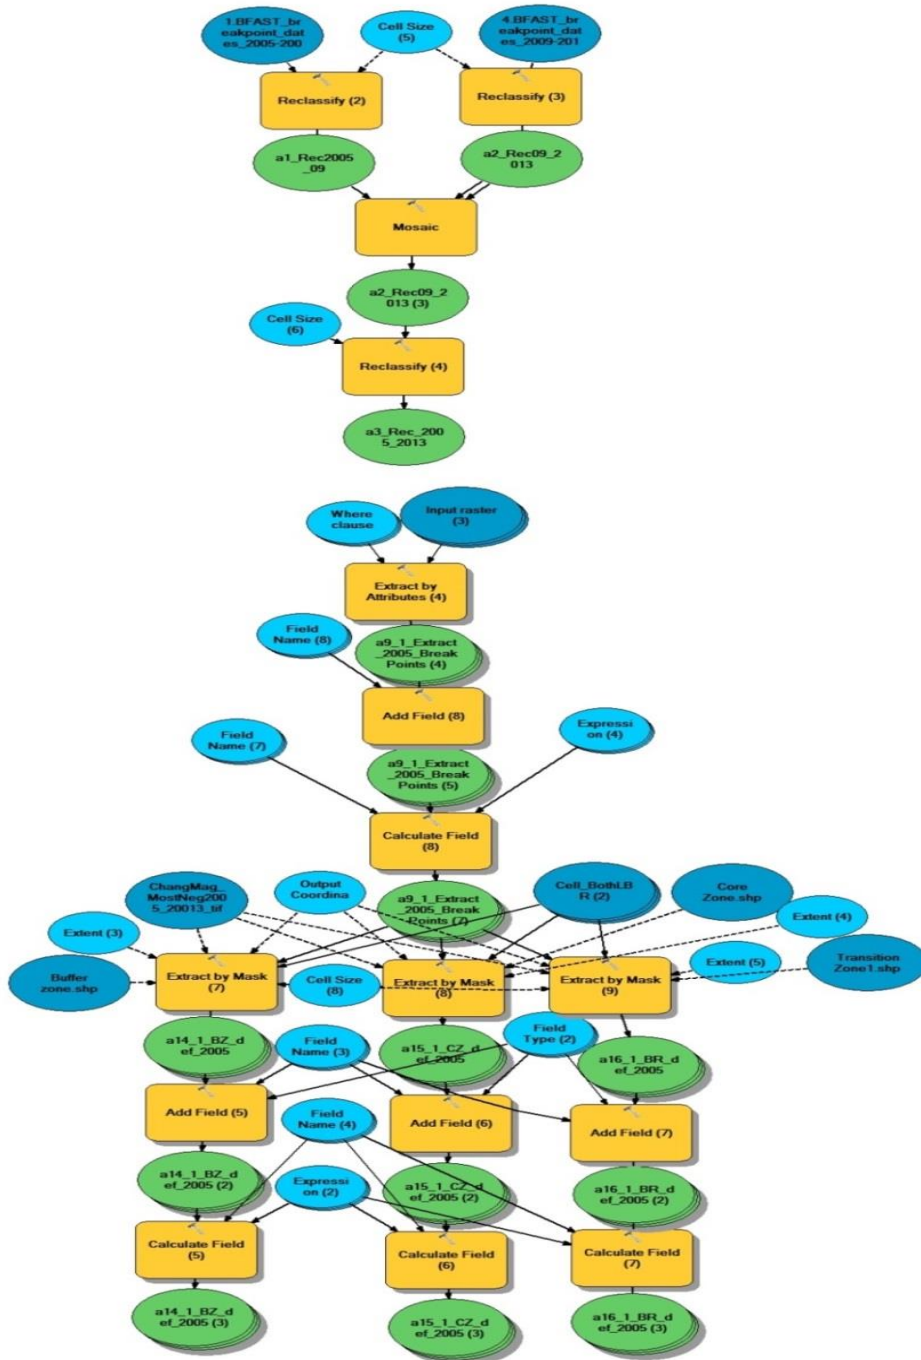 1.BFAST_br
eakpoint_dat
es_2005-200
Cell Size
(5)
4.BFAST_br
eakpoint_dat
es_2009-201
Reclassify (2)
Reclassify (3)
a1_Rec2005
_09
a2_Rec09_2
013
Mosaic
a2_Rec09_2
013 (3)
Cell Size
(6)
Reclassify (4)
a3_Rec_200
5_2013
Where
clause
Input raster
(3)
Extract by
Attributes (4)
Field
Name (8)
a9_1_Extract
_2005_Break
Points (4)
Add Field (8)
Field
Name (7)
Expressi
on (4)
a9_1_Extract
_2005_Break
Points (5)
Calculate Field
(8)
ChangMag_
MostNeg200
5_20013_tif
Output
Coordina
a9_1_Extract
_2005_Break
Points (7)
Cell_BothLB
R (2)
Core
Zone.shp
Extent (3)
Extent (4)
Buffer
zone.shp
Extract by Mask
(7)
Cell Size
(8)
Extract by Mask
(8)
Extract by Mask
(9)
Extent (5)
Transition
Zone1.shp
a14_1_BZ_d
ef_2005
Field
Name (3)
a15_1_CZ_d
ef_2005
Field
Type (2)
a16_1_BR_d
ef_2005
Add Field (5)
Field
Name (4)
Add Field (6)
Add Field (7)
a14_1_BZ_d
ef_2005 (2)
Expressi
on (2)
a15_1_CZ_d
ef_2005 (2)
a16_1_BR_d
ef_2005 (2)
Calculate Field
(5)
Calculate Field
(6)
Calculate Field
(7)
a14_1_BZ_d
ef_2005 (3)
a15_1_CZ_d
ef_2005 (3)
a16_1_BR_d
ef_2005 (3)